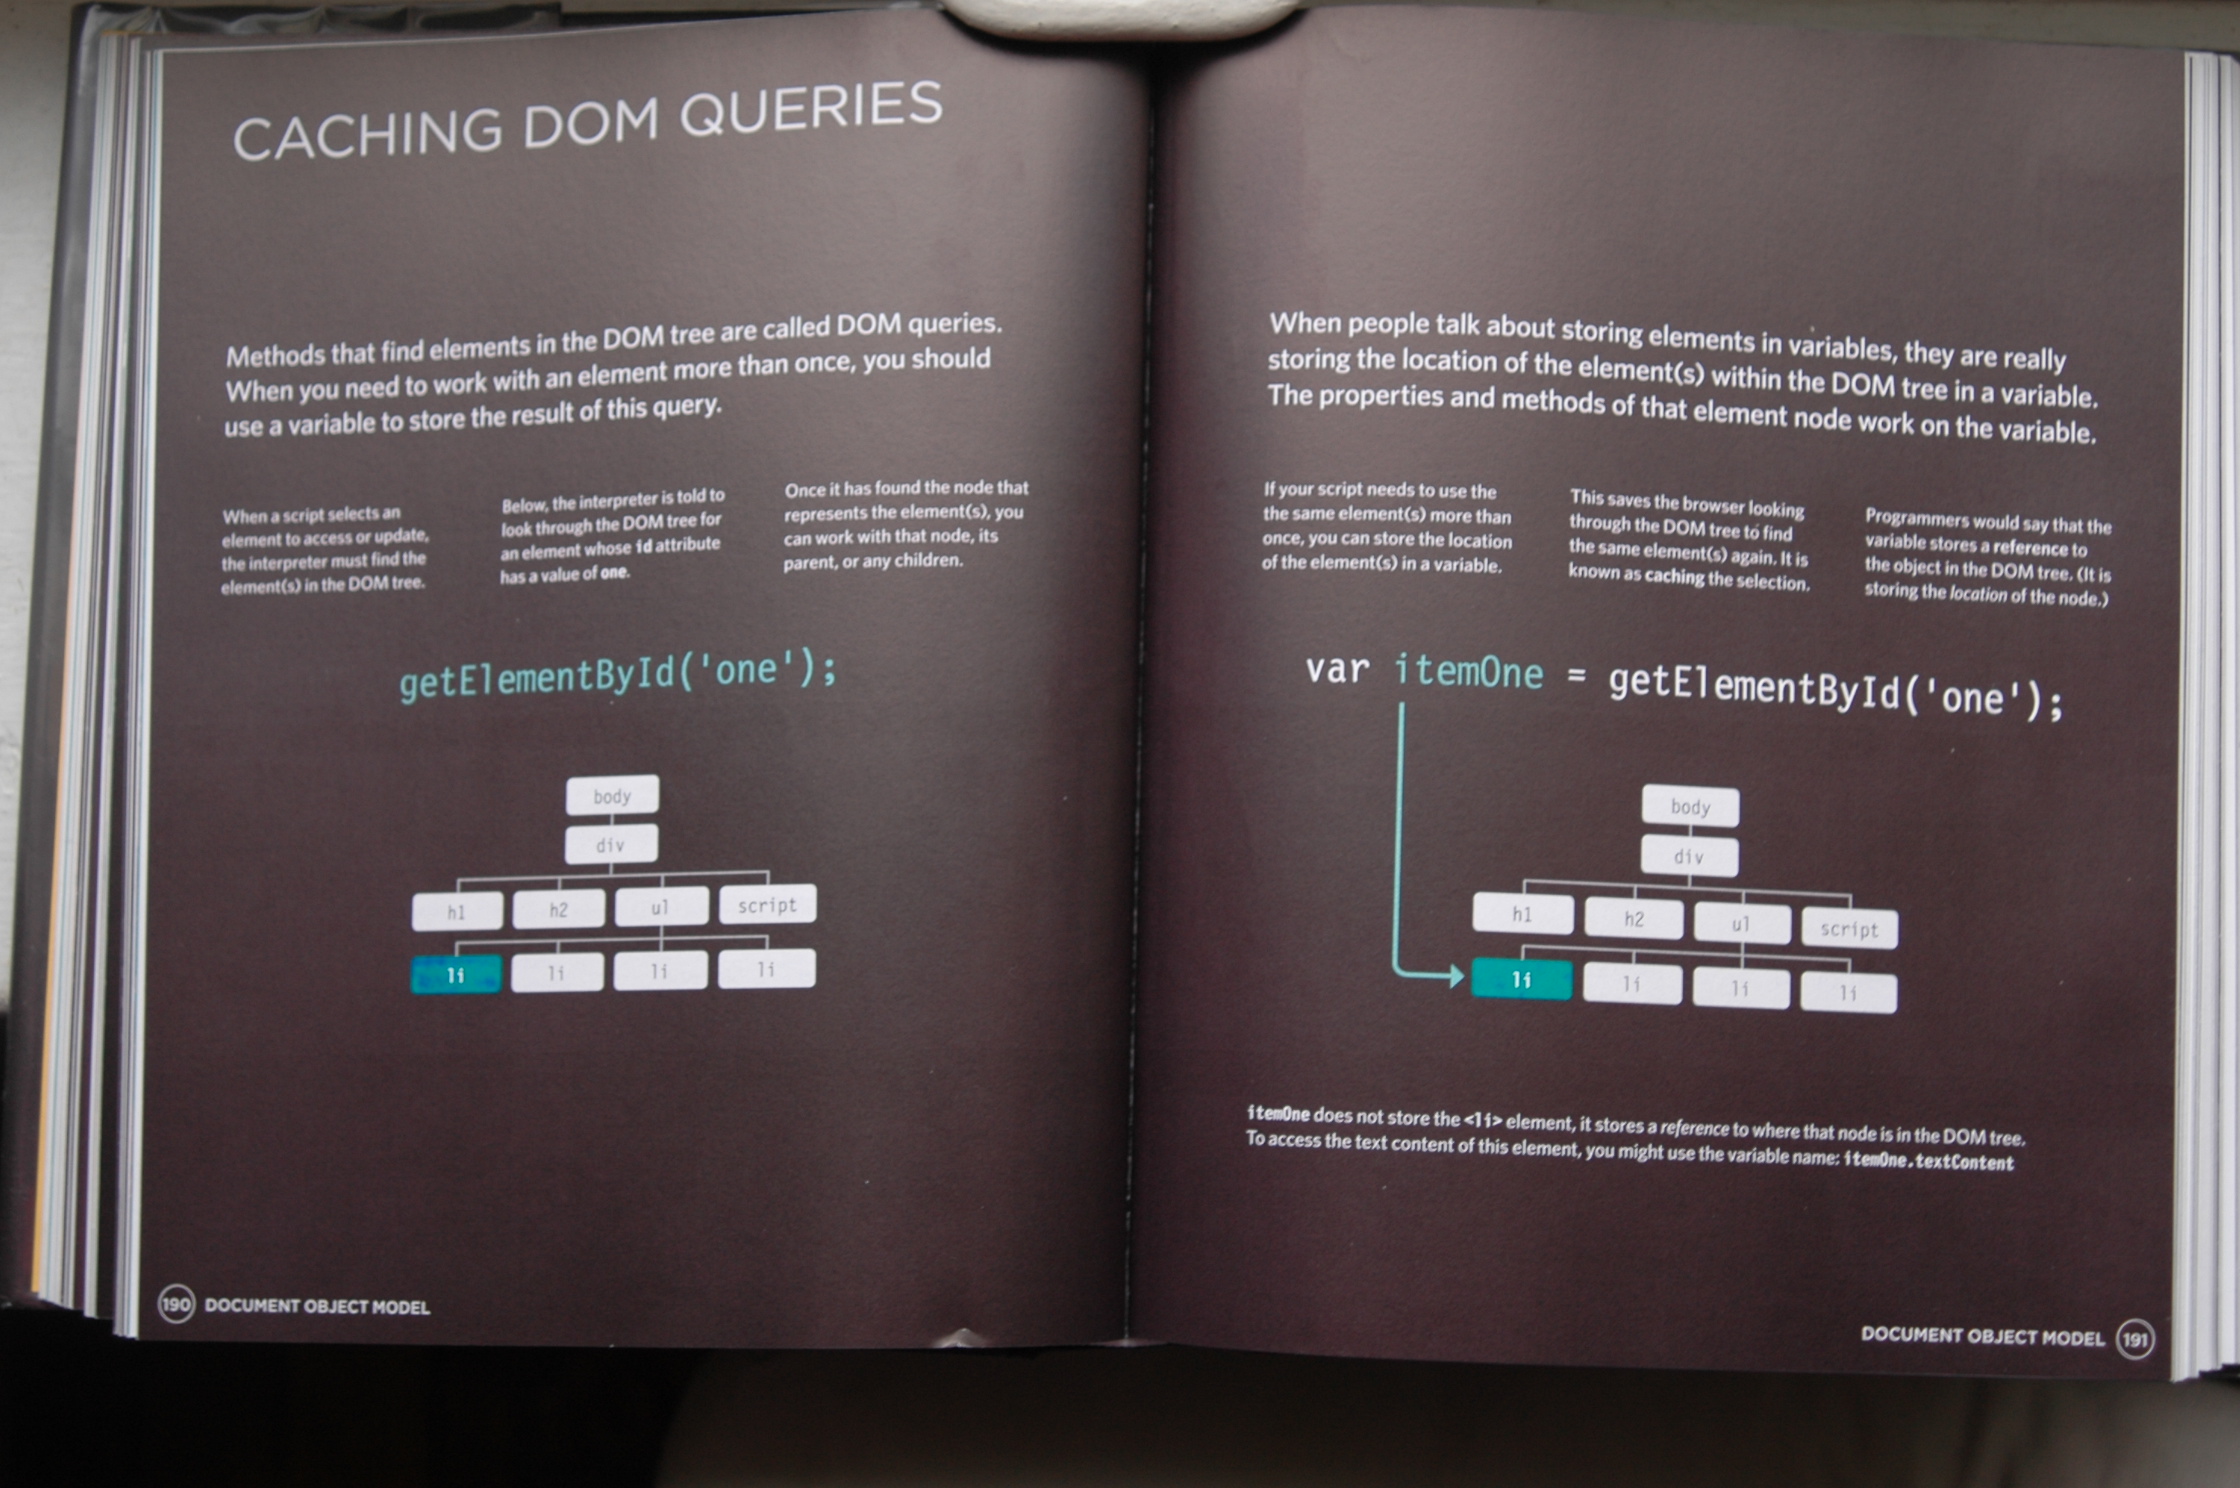 CACHING DOM QUERIES
Methods that find elements in the DOM tree are called DOM queries.
When you need to work with an element more than once, you should
use a variable to store the result of this query.
When a script selects an
element to access or update,
the interpreter must find the
element(s) in the DOM tree.
Below, the interpreter is told to
look through the DOM tree for
an element whose id attribute
has a value of one.
Once it has found the node that
represents the element(s), you
can work with that node, its
parent, or any children.
getElementById('one');
body
div
h1 h2 ul script
li li li li
190 DOCUMENT OBJECT MODEL
When people talk about storing elements in variables, they are really
storing the location of the element(s) within the DOM tree in a variable.
The properties and methods of that element node work on the variable.
If your script needs to use the
the same element(s) more than
once, you can store the location
of the element(s) in a variable.
This saves the browser looking
through the DOM tree to find
the same element(s) again. It is
known as caching the selection.
Programmers would say that the
variable stores a reference to
the object in the DOM tree. (It is
storing the location of the node.)
var itemOne = getElementById('one');
body
div
h1 h2 ul script
li li li li
itemOne does not store the <li> element, it stores a reference to where that node is in the DOM tree.
To access the text content of this element, you might use the variable name: itemOne.textContent
DOCUMENT OBJECT MODEL 191